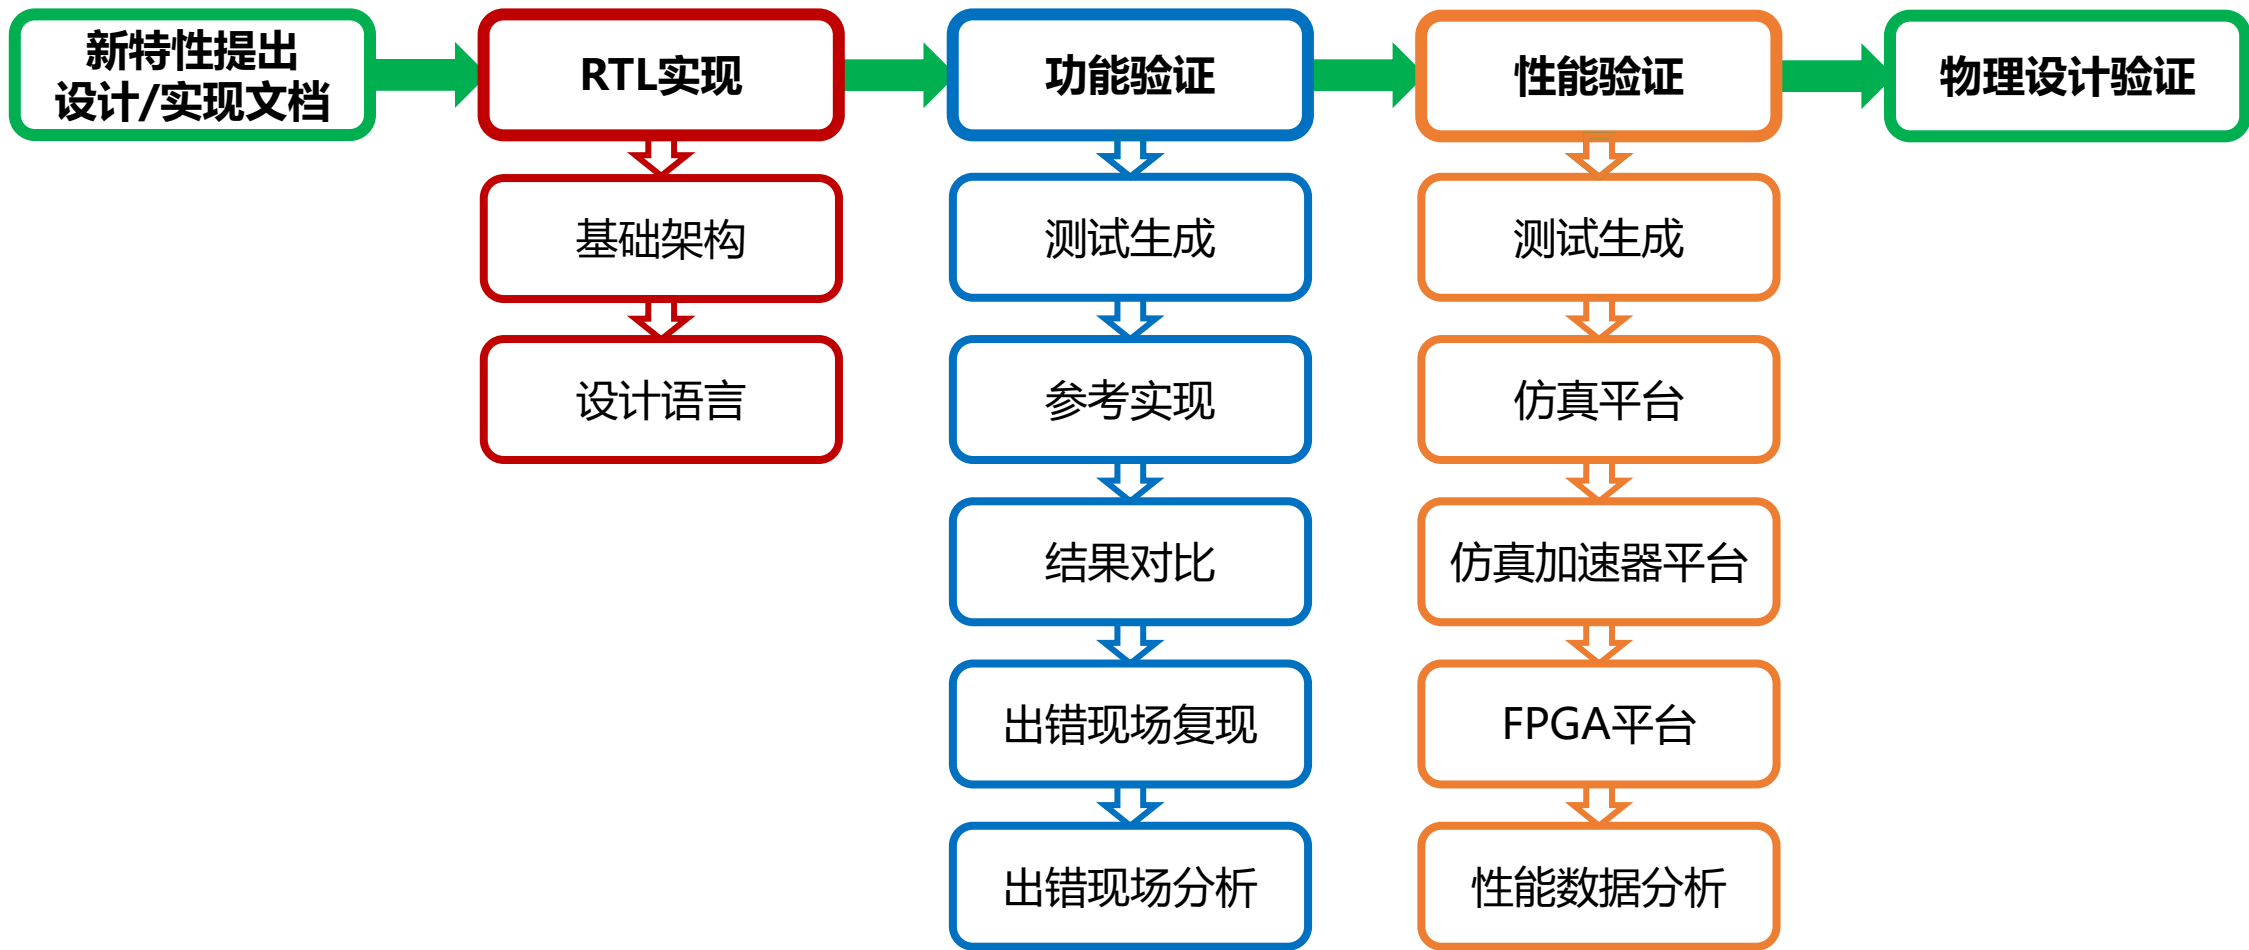 新特性提出
设计/实现文档
RTL实现
功能验证
性能验证
物理设计验证
基础架构
设计语言
测试生成
参考实现
结果对比
出错现场复现
出错现场分析
测试生成
仿真平台
仿真加速器平台
FPGA平台
性能数据分析